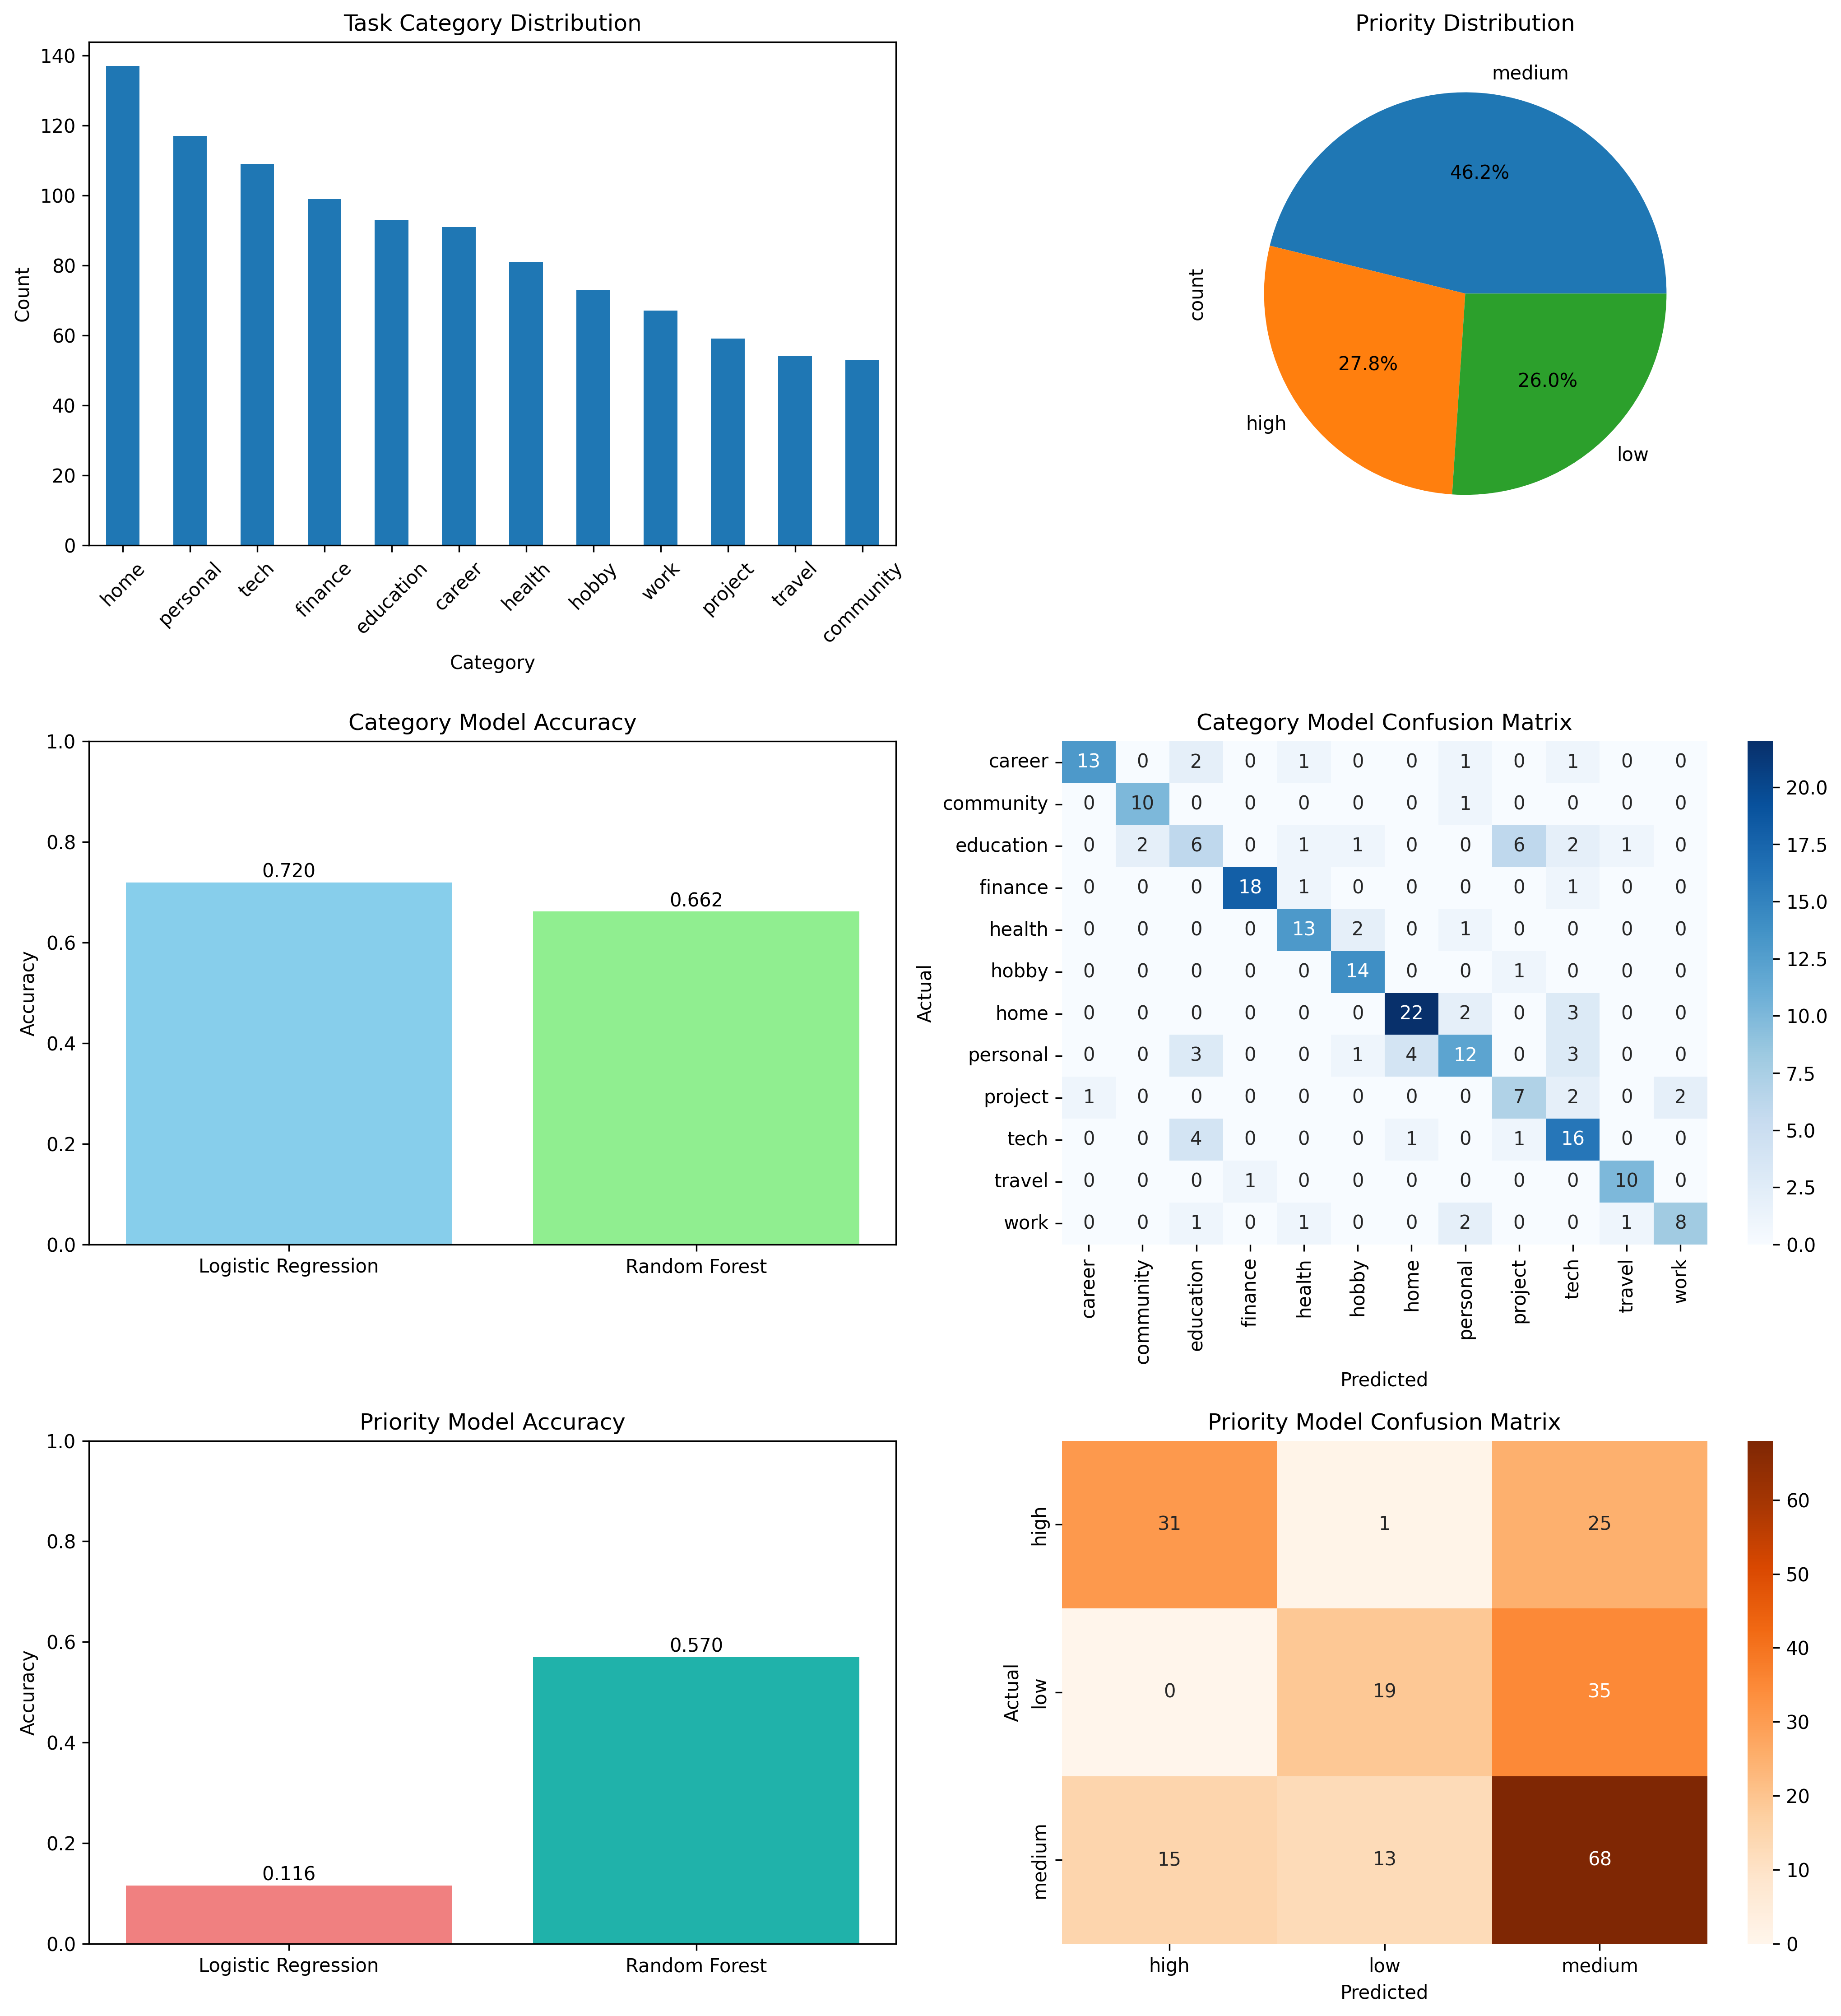 Task Category Distribution
Count
140
120
100
80
60
40
20
0
home
personal
tech
finance
education
career
health
hobby
work
project
travel
community
Category
Priority Distribution
count
medium
46.2%
27.8%
26.0%
high
low
Category Model Accuracy
Accuracy
1.0
0.8
0.6
0.4
0.2
0.0
0.720
0.662
Logistic Regression
Random Forest
Category Model Confusion Matrix
Actual
career 13 0 2 0 1 0 0 1 0 1 0 0
community 0 10 0 0 0 0 0 1 0 0 0 0
education 0 2 6 0 1 1 0 0 6 2 1 0
finance 0 0 0 18 1 0 0 0 0 1 0 0
health 0 0 0 0 13 2 0 1 0 0 0 0
hobby 0 0 0 0 0 14 0 0 1 0 0 0
home 0 0 0 0 0 0 22 2 0 3 0 0
personal 0 0 3 0 0 1 4 12 0 3 0 0
project 1 0 0 0 0 0 0 0 7 2 0 2
tech 0 0 4 0 0 0 1 0 1 16 0 0
travel 0 0 0 1 0 0 0 0 0 0 10 0
work 0 0 1 0 1 0 0 2 0 0 1 8
career
community
education
finance
health
hobby
home
personal
project
tech
travel
work
Predicted
20.0
17.5
15.0
12.5
10.0
7.5
5.0
2.5
0.0
Priority Model Accuracy
Accuracy
1.0
0.8
0.6
0.4
0.2
0.0
0.116
0.570
Logistic Regression
Random Forest
Priority Model Confusion Matrix
Actual
high 31 1 25
low 0 19 35
medium 15 13 68
high
low
medium
Predicted
60
50
40
30
20
10
0